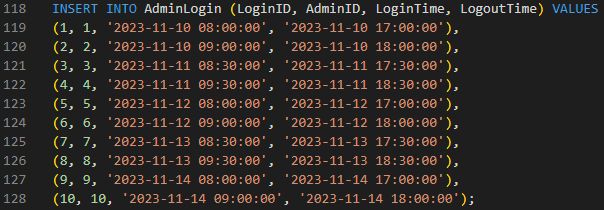 118 INSERT INTO AdminLogin (LoginID, AdminID, LoginTime, LogoutTime) VALUES
119 (1, 1, '2023-11-10 08:00:00', '2023-11-10 17:00:00'),
120 (2, 2, '2023-11-10 09:00:00', '2023-11-10 18:00:00'),
121 (3, 3, '2023-11-11 08:30:00', '2023-11-11 17:30:00'),
122 (4, 4, '2023-11-11 09:30:00', '2023-11-11 18:30:00'),
123 (5, 5, '2023-11-12 08:00:00', '2023-11-12 17:00:00'),
124 (6, 6, '2023-11-12 09:00:00', '2023-11-12 18:00:00'),
125 (7, 7, '2023-11-13 08:30:00', '2023-11-13 17:30:00'),
126 (8, 8, '2023-11-13 09:30:00', '2023-11-13 18:30:00'),
127 (9, 9, '2023-11-14 08:00:00', '2023-11-14 17:00:00'),
128 (10, 10, '2023-11-14 09:00:00', '2023-11-14 18:00:00');